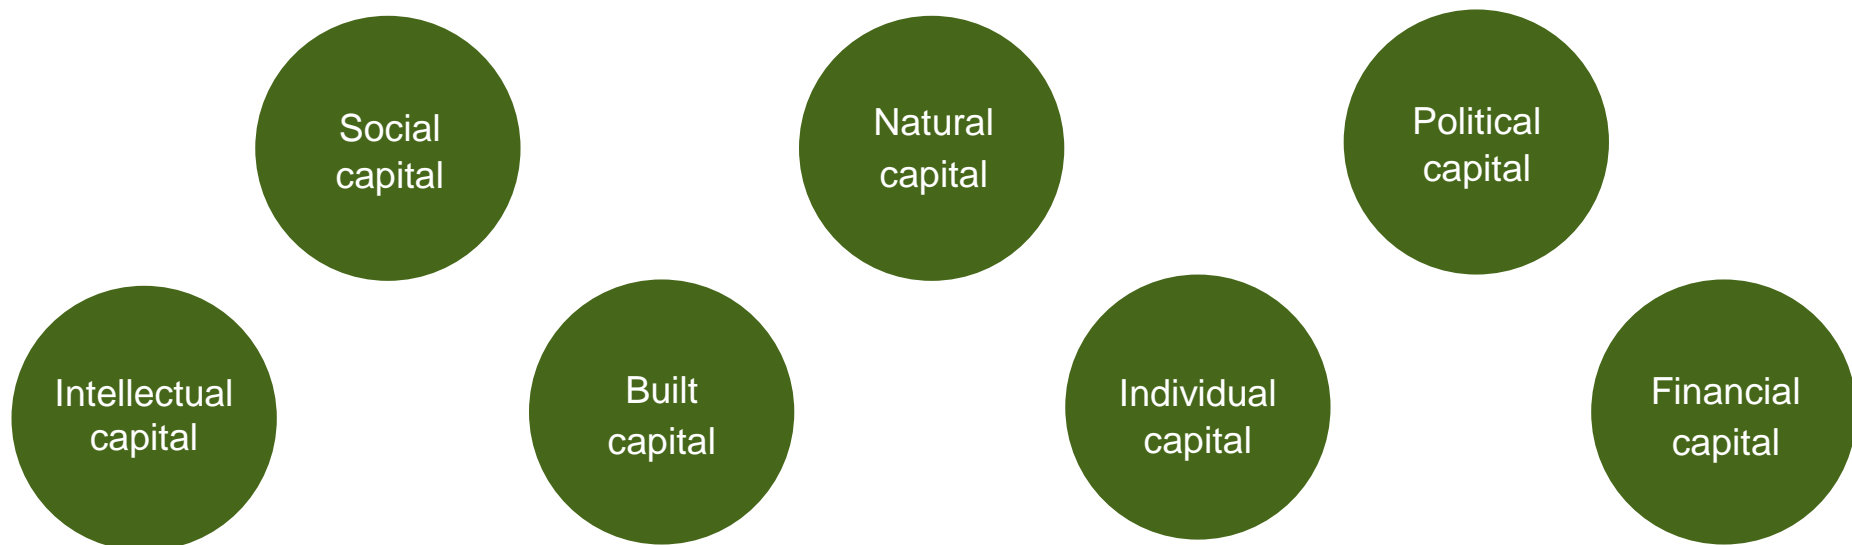 Social
capital
Natural
capital
Political
capital
Intellectual
capital
Built
capital
Individual
capital
Financial
capital